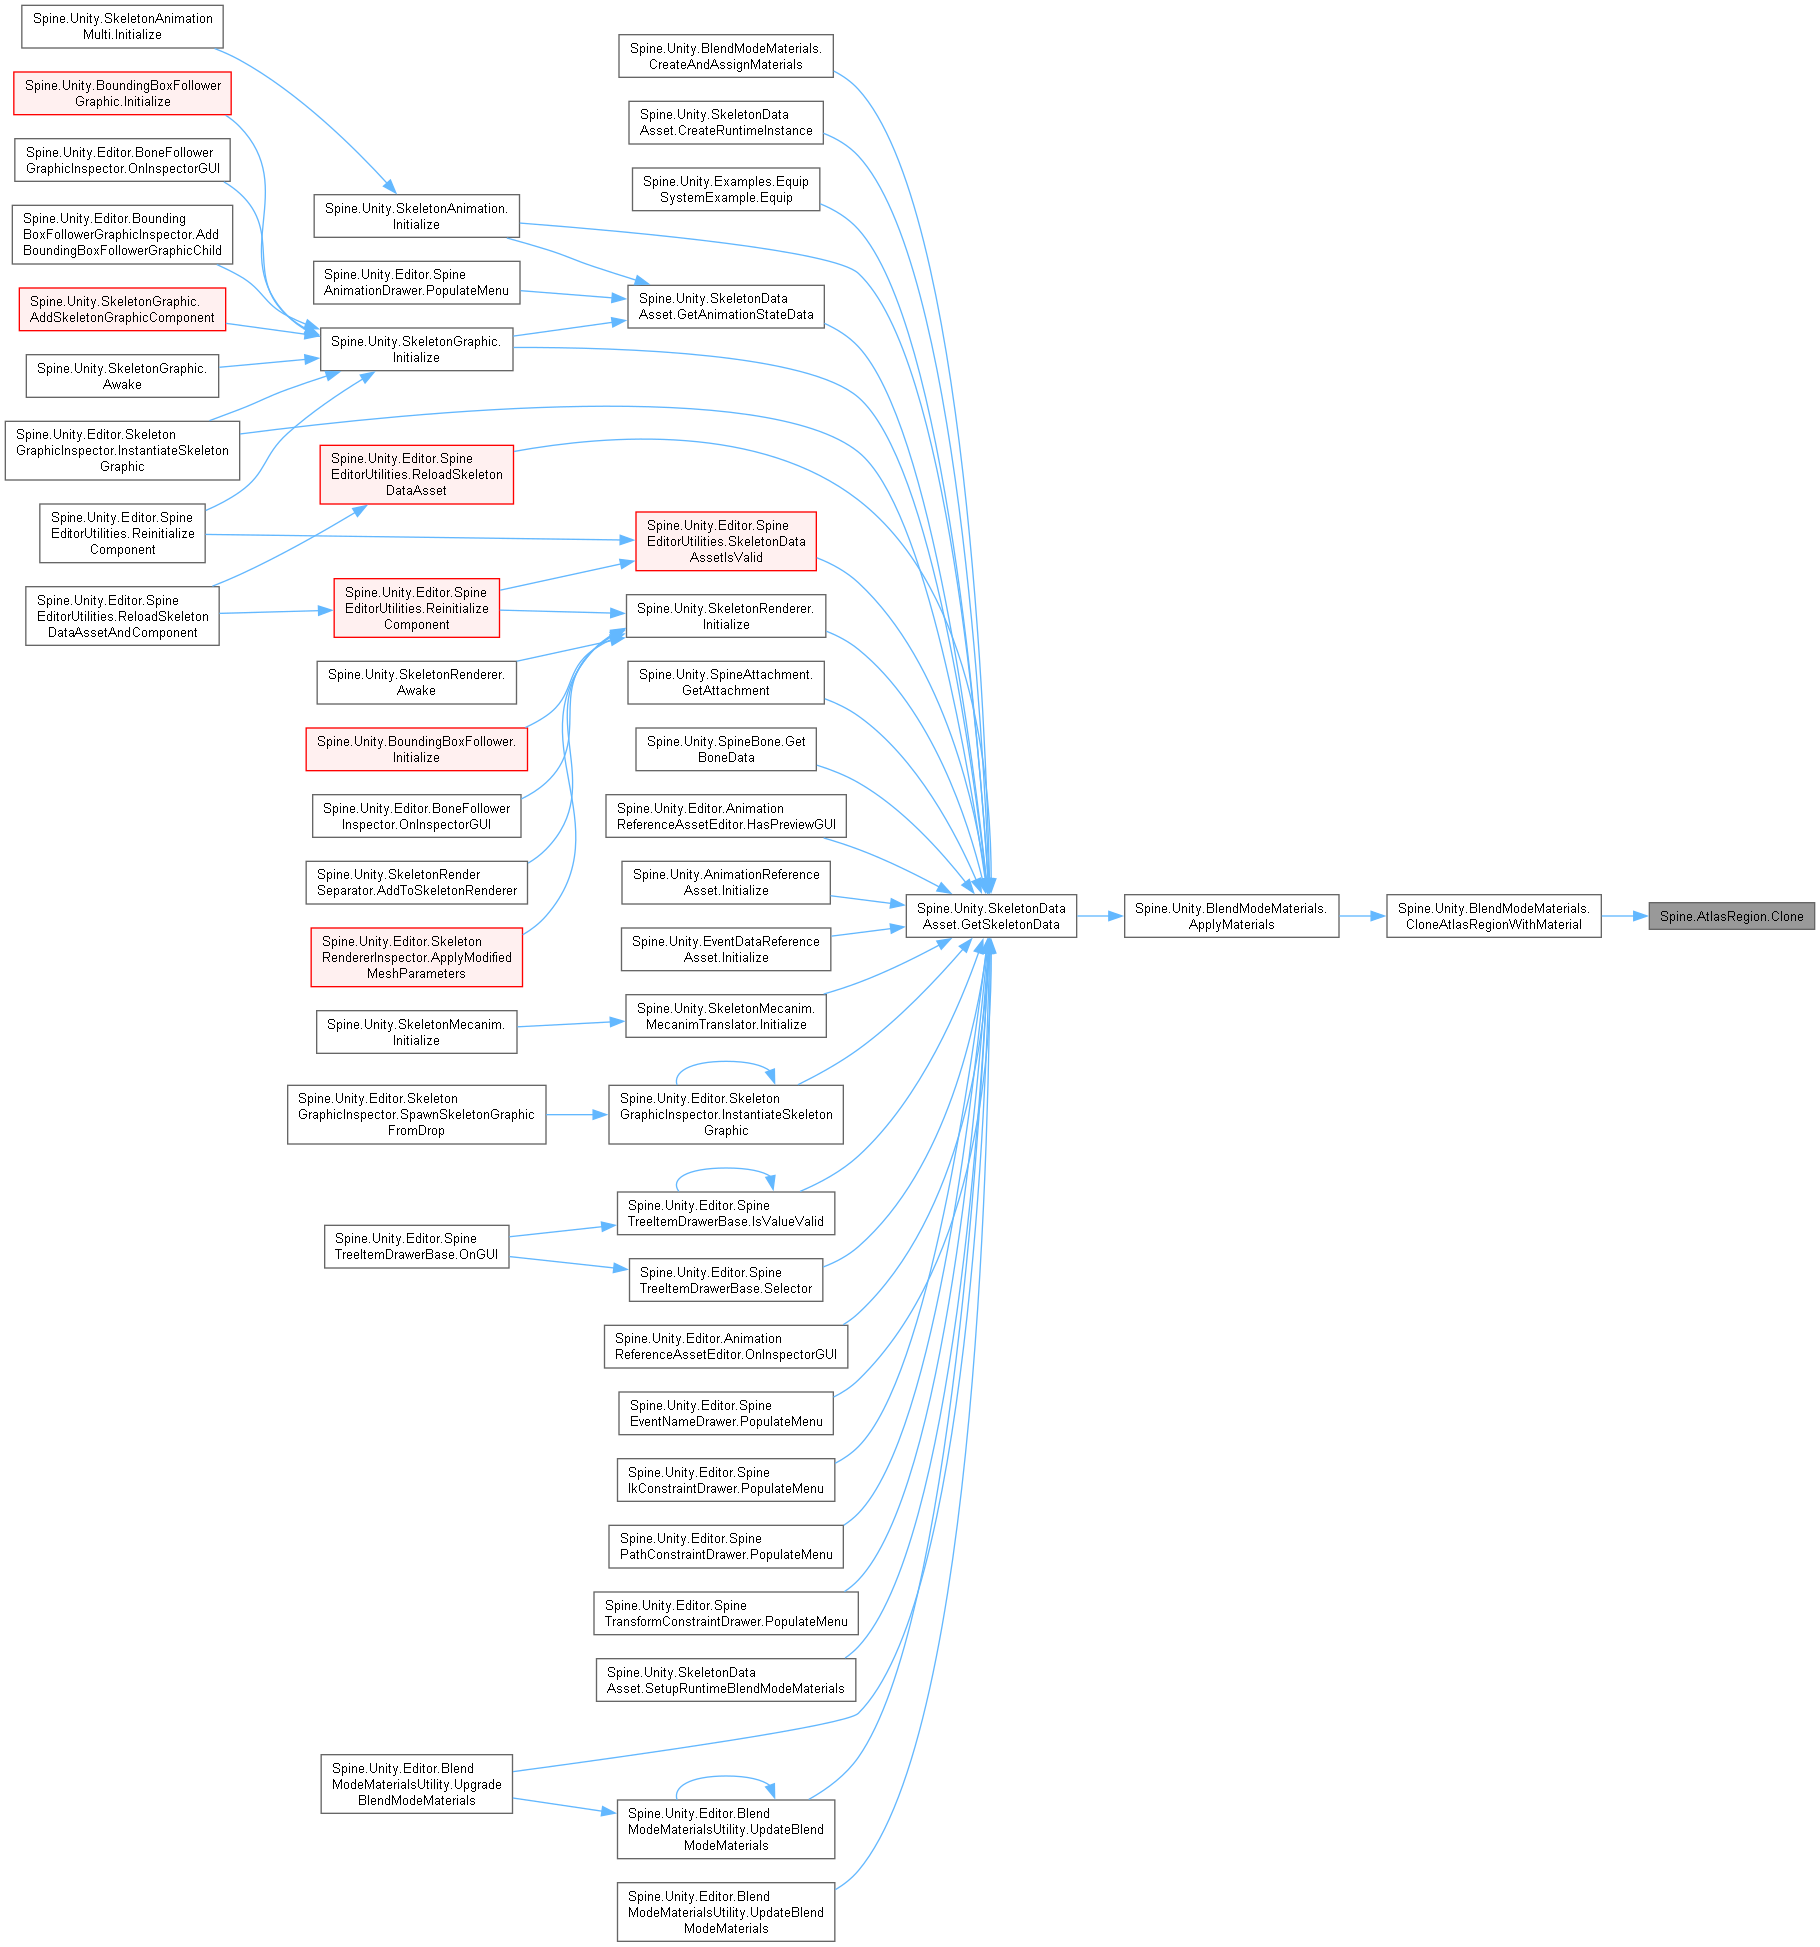 Spine.Unity.SkeletonAnimation
Multi.Initialize
Spine.Unity.BoundingBoxFollower
Graphic.Initialize
Spine.Unity.Editor.BoneFollower
GraphicInspector.OnInspectorGUI
Spine.Unity.Editor.Bounding
BoxFollowerGraphicInspector.Add
BoundingBoxFollowerGraphicChild
Spine.Unity.SkeletonGraphic.
AddSkeletonGraphicComponent
Spine.Unity.SkeletonGraphic.
Awake
Spine.Unity.Editor.Skeleton
GraphicInspector.InstantiateSkeleton
Graphic
Spine.Unity.Editor.Spine
EditorUtilities.Reinitialize
Component
Spine.Unity.Editor.Spine
EditorUtilities.ReloadSkeleton
DataAssetAndComponent
Spine.Unity.SkeletonAnimation.
Initialize
Spine.Unity.Editor.Spine
AnimationDrawer.PopulateMenu
Spine.Unity.SkeletonGraphic.
Initialize
Spine.Unity.Editor.Spine
EditorUtilities.ReloadSkeleton
DataAsset
Spine.Unity.Editor.Spine
EditorUtilities.Reinitialize
Component
Spine.Unity.SkeletonRenderer.
Awake
Spine.Unity.BoundingBoxFollower.
Initialize
Spine.Unity.Editor.BoneFollower
Inspector.OnInspectorGUI
Spine.Unity.SkeletonRender
Separator.AddToSkeletonRenderer
Spine.Unity.Editor.Skeleton
RendererInspector.ApplyModified
MeshParameters
Spine.Unity.SkeletonMecanim.
Initialize
Spine.Unity.Editor.Skeleton
GraphicInspector.SpawnSkeletonGraphic
FromDrop
Spine.Unity.Editor.Spine
TreeItemDrawerBase.OnGUI
Spine.Unity.Editor.Blend
ModeMaterialsUtility.Upgrade
BlendModeMaterials
Spine.Unity.BlendModeMaterials.
CreateAndAssignMaterials
Spine.Unity.SkeletonData
Asset.CreateRuntimeInstance
Spine.Unity.Examples.Equip
SystemExample.Equip
Spine.Unity.SkeletonData
Asset.GetAnimationStateData
Spine.Unity.Editor.Spine
EditorUtilities.SkeletonData
AssetIsValid
Spine.Unity.SkeletonRenderer.
Initialize
Spine.Unity.SpineAttachment.
GetAttachment
Spine.Unity.SpineBone.Get
BoneData
Spine.Unity.Editor.Animation
ReferenceAssetEditor.HasPreviewGUI
Spine.Unity.AnimationReference
Asset.Initialize
Spine.Unity.EventDataReference
Asset.Initialize
Spine.Unity.SkeletonMecanim.
MecanimTranslator.Initialize
Spine.Unity.Editor.Skeleton
GraphicInspector.InstantiateSkeleton
Graphic
Spine.Unity.Editor.Spine
TreeItemDrawerBase.IsValueValid
Spine.Unity.Editor.Spine
TreeItemDrawerBase.Selector
Spine.Unity.Editor.Animation
ReferenceAssetEditor.OnInspectorGUI
Spine.Unity.Editor.Spine
EventNameDrawer.PopulateMenu
Spine.Unity.Editor.Spine
IkConstraintDrawer.PopulateMenu
Spine.Unity.Editor.Spine
PathConstraintDrawer.PopulateMenu
Spine.Unity.Editor.Spine
TransformConstraintDrawer.PopulateMenu
Spine.Unity.SkeletonData
Asset.SetupRuntimeBlendModeMaterials
Spine.Unity.Editor.Blend
ModeMaterialsUtility.UpdateBlend
ModeMaterials
Spine.Unity.Editor.Blend
ModeMaterialsUtility.UpdateBlend
ModeMaterials
Spine.Unity.SkeletonData
Asset.GetSkeletonData
Spine.Unity.BlendModeMaterials.
ApplyMaterials
Spine.Unity.BlendModeMaterials.
CloneAtlasRegionWithMaterial
Spine.AtlasRegion.Clone